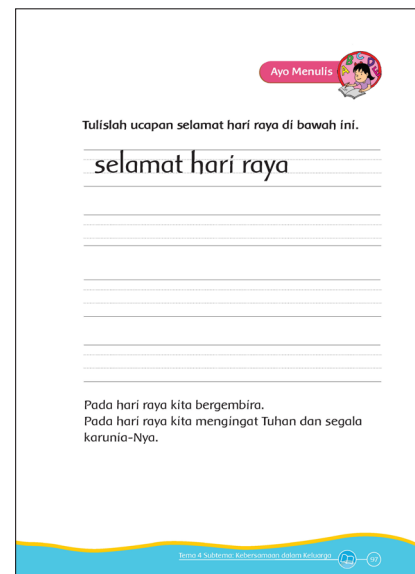 Ayo Menulis
Tulislah ucapan selamat hari raya di bawah ini.
selamat hari raya
Pada hari raya kita bergembira.
Pada hari raya kita mengingat Tuhan dan segala
karunia-Nya.
Tema 4 Subtema: Kebersamaan dalam Keluarga
97